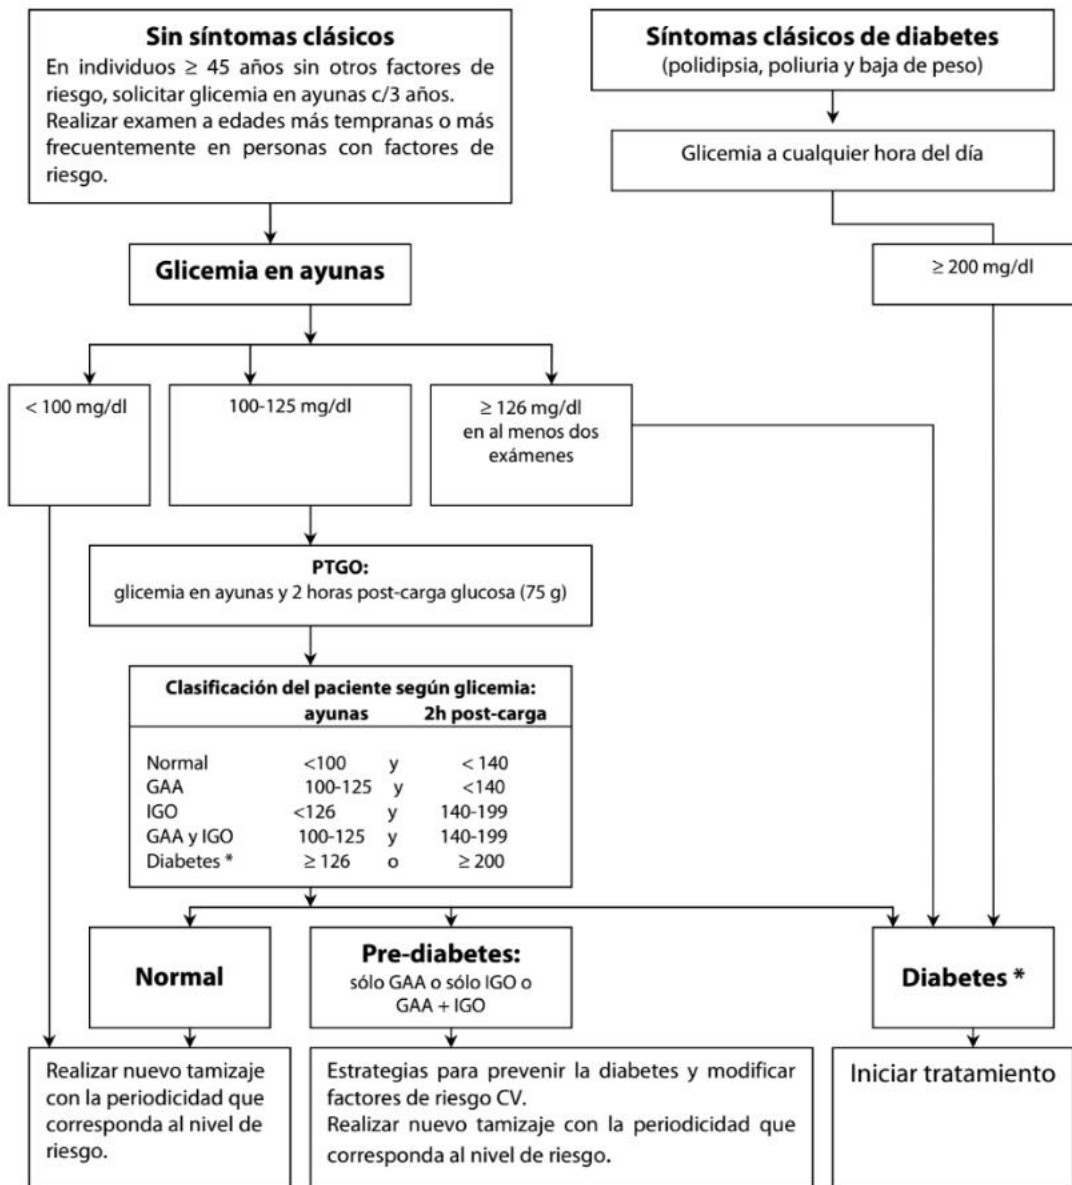 Sin síntomas clásicos
En individuos ≥ 45 años sin otros factores de
riesgo, solicitar glicemia en ayunas c/3 años.
Realizar examen a edades más tempranas o más
frecuentemente en personas con factores de
riesgo.
Síntomas clásicos de diabetes
(polidipsia, poliuria y baja de peso)
Glicemia a cualquier hora del día
Glicemia en ayunas
≥ 200 mg/dl
< 100 mg/dl
100-125 mg/dl
≥ 126 mg/dl
en al menos dos
exámenes
PTGO:
glicemia en ayunas y 2 horas post-carga glucosa (75 g)
Clasificación del paciente según glicemia:
ayunas 2h post-carga
Normal <100 y < 140
GAA 100-125 y <140
IGO <126 y 140-199
GAA y IGO 100-125 y 140-199
Diabetes * ≥ 126 o ≥ 200
Normal
Pre-diabetes:
sólo GAA o sólo IGO o
GAA + IGO
Diabetes *
Realizar nuevo tamizaje
con la periodicidad que
corresponda al nivel de
riesgo.
Estrategias para prevenir la diabetes y modificar
factores de riesgo CV.
Realizar nuevo tamizaje con la periodicidad que
corresponda al nivel de riesgo.
Iniciar tratamiento